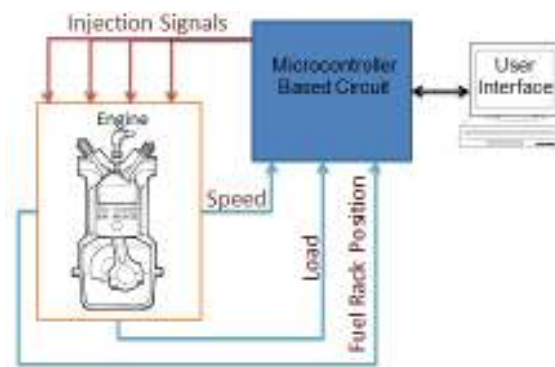 Injection Signals
Microcontroller
Based Circuit
User
Interface
Engine
Speed
Load
Fuel Rack Position